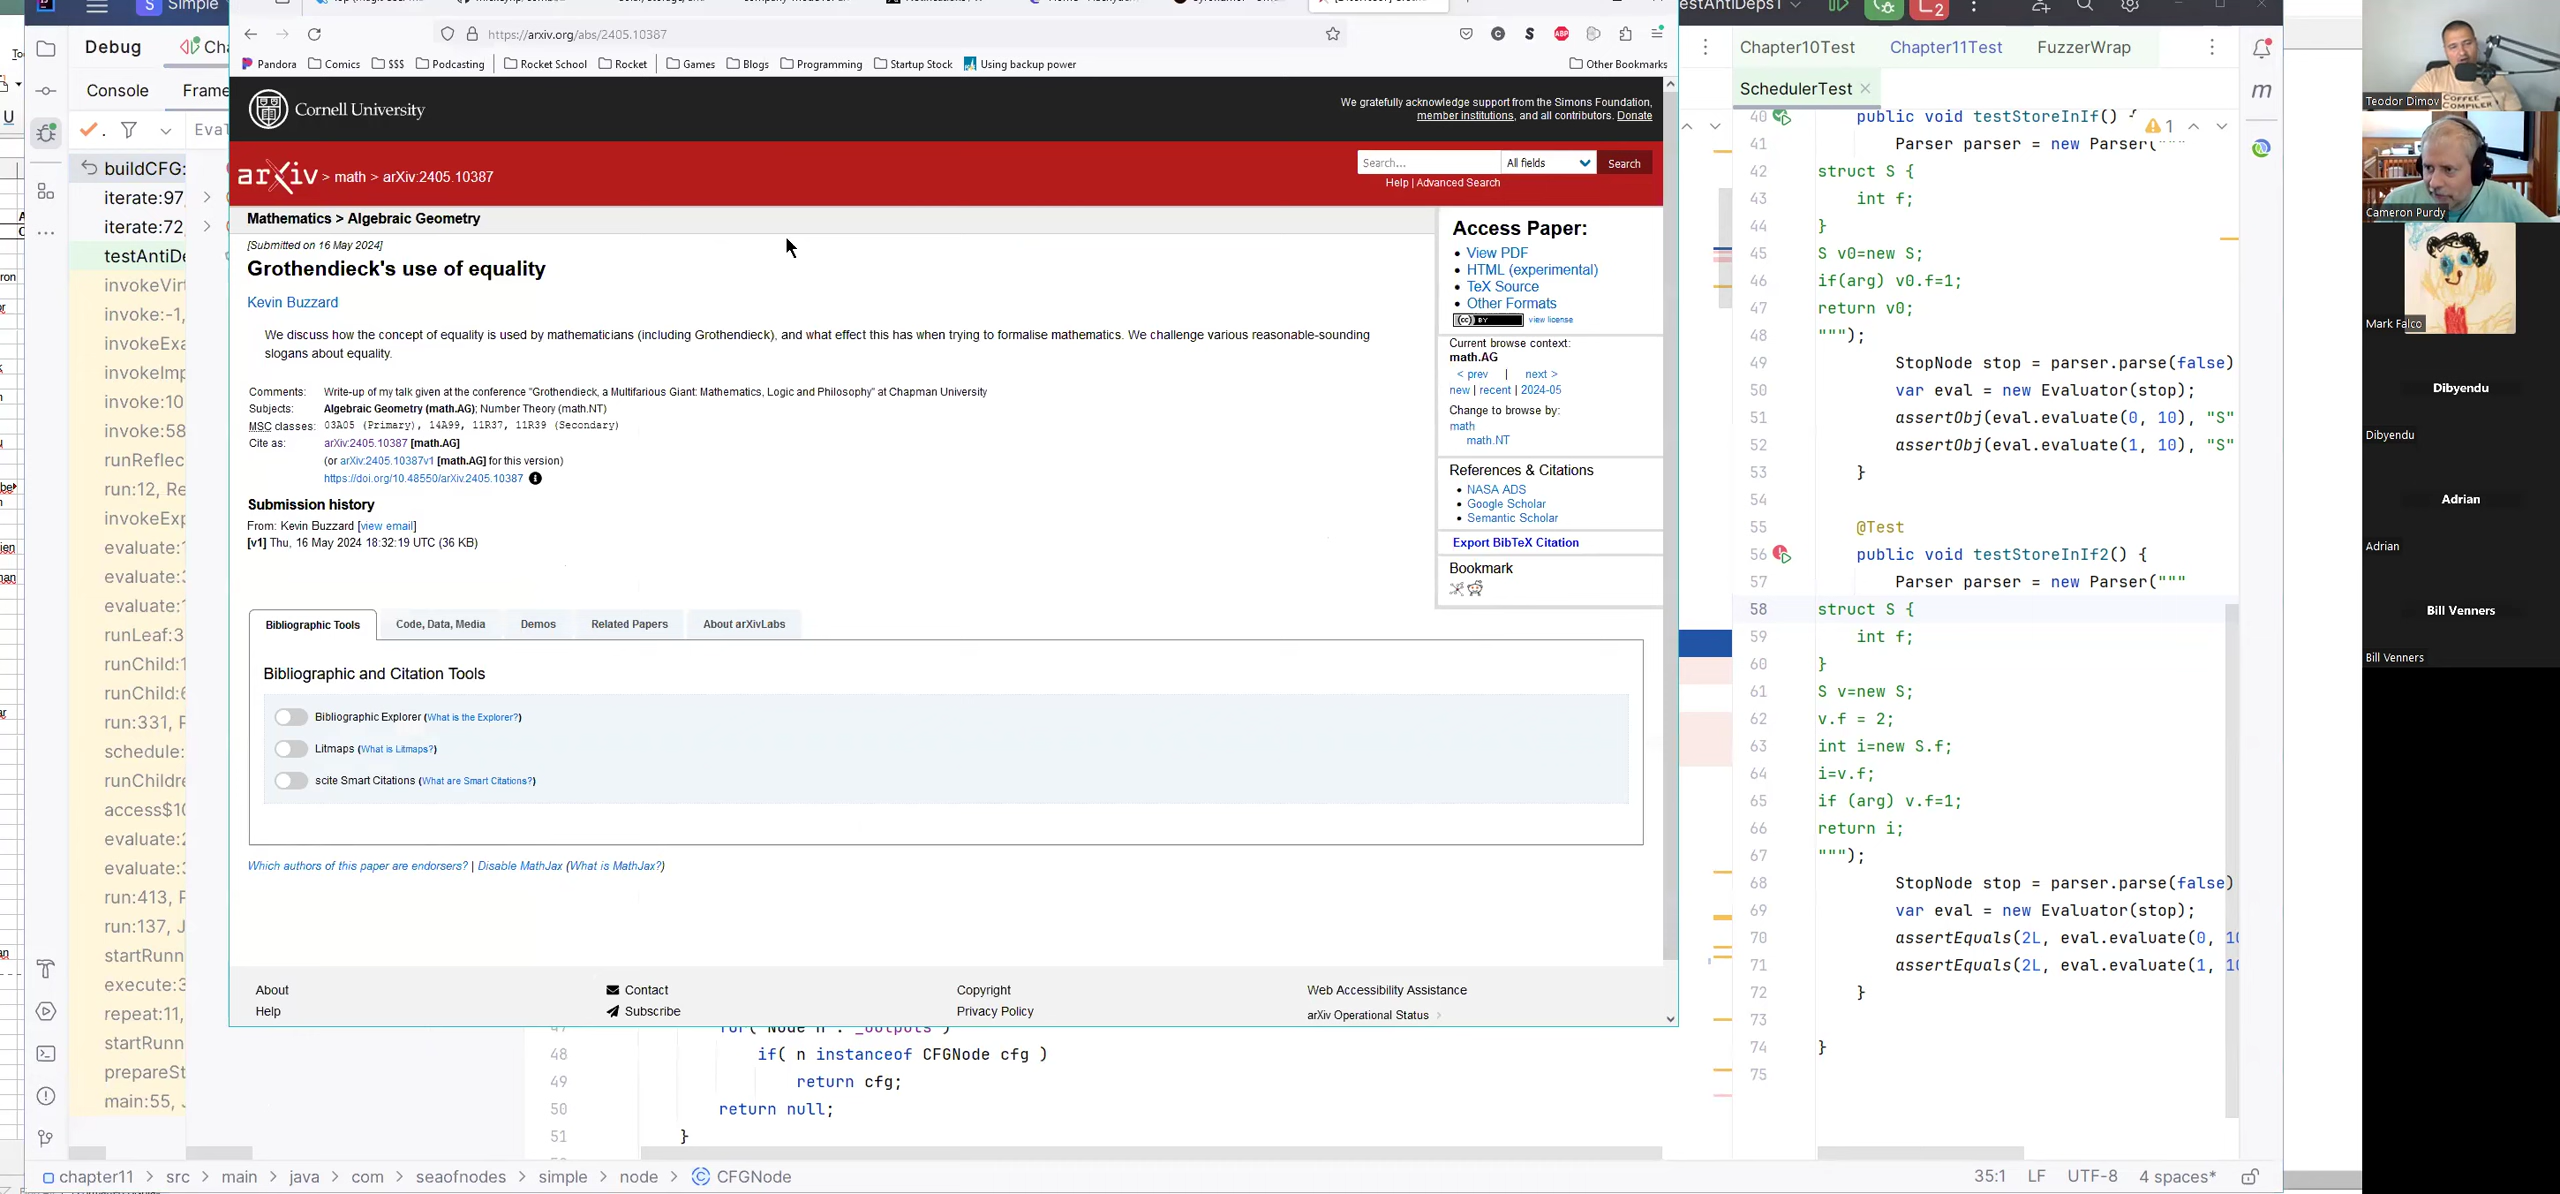 Simple
Debug
Console
Frame
Eval
buildCFG:
iterate:97,
iterate:72,
testAntiDe
invokeVirt
invoke:-1,
invokeExa
invokeImp
invoke:10
invoke:58
runReflec
run:12, Re
invokeExp
evaluate:1
evaluate:3
evaluate:1
runLeaf:3
runChild:1
runChild:6
run:331, P
schedule:
runChildre
access$10
evaluate:2
evaluate:3
run:413, P
run:137, J
startRunn
execute:3
repeat:11,
startRunn
prepareSt
main:55, J
https://arxiv.org/abs/2405.10387
Pandora Comics $$$ Podcasting Rocket School Rocket Games Blogs Programming Startup Stock Using backup power Other Bookmarks
Cornell University
We gratefully acknowledge support from the Simons Foundation,
member institutions, and all contributors. Donate
arXiv > math > arXiv:2405.10387
Search... All fields Search
Help | Advanced Search
Mathematics > Algebraic Geometry
[Submitted on 16 May 2024]
Grothendieck's use of equality
Kevin Buzzard
We discuss how the concept of equality is used by mathematicians (including Grothendieck), and what effect this has when trying to formalise mathematics. We challenge various reasonable-sounding
slogans about equality.
Comments: Write-up of my talk given at the conference "Grothendieck, a Multifarious Giant: Mathematics, Logic and Philosophy" at Chapman University
Subjects: Algebraic Geometry (math.AG); Number Theory (math.NT)
MSC classes: 03A05 (Primary), 14A99, 11R37, 11R39 (Secondary)
Cite as: arXiv:2405.10387 [math.AG]
(or arXiv:2405.10387v1 [math.AG] for this version)
https://doi.org/10.48550/arXiv.2405.10387
Submission history
From: Kevin Buzzard [view email]
[v1] Thu, 16 May 2024 18:32:19 UTC (36 KB)
Access Paper:
View PDF
HTML (experimental)
TeX Source
Other Formats
(cc) BY view license
Current browse context:
math.AG
< prev | next >
new | recent | 2024-05
Change to browse by:
math
math.NT
References & Citations
NASA ADS
Google Scholar
Semantic Scholar
Export BibTeX Citation
Bookmark
Bibliographic Tools Code, Data, Media Demos Related Papers About arXivLabs
Bibliographic and Citation Tools
Bibliographic Explorer (What is the Explorer?)
Litmaps (What is Litmaps?)
scite Smart Citations (What are Smart Citations?)
Which authors of this paper are endorsers? | Disable MathJax (What is MathJax?)
About Contact Copyright Web Accessibility Assistance
Help Subscribe Privacy Policy arXiv Operational Status >
48 if( n instanceof CFGNode cfg )
49 return cfg;
50 return null;
51 }
chapter11 > src > main > java > com > seaofnodes > simple > node > CFGNode
Chapter10Test Chapter11Test FuzzerWrap
SchedulerTest
40 public void testStoreInIf() {
1
41 Parser parser = new Parser("""
42 struct S {
43 int f;
44 }
45 S v0=new S;
46 if(arg) v0.f=1;
47 return v0;
48 """);
49 StopNode stop = parser.parse(false)
50 var eval = new Evaluator(stop);
51 assertObj(eval.evaluate(0, 10), "S"
52 assertObj(eval.evaluate(1, 10), "S"
53 }
54
55 @Test
56 public void testStoreInIf2() {
57 Parser parser = new Parser("""
58 struct S {
59 int f;
60 }
61 S v=new S;
62 v.f = 2;
63 int i=new S.f;
64 i=v.f;
65 if (arg) v.f=1;
66 return i;
67 """);
68 StopNode stop = parser.parse(false)
69 var eval = new Evaluator(stop);
70 assertEquals(2L, eval.evaluate(0, 10
71 assertEquals(2L, eval.evaluate(1, 10
72 }
73
74 }
75
35:1 LF UTF-8 4 spaces*
COFFEE
COMPILER
Teodor Dimov
Cameron Purdy
Mark Falco
Dibyendu
Dibyendu
Adrian
Adrian
Bill Venners
Bill Venners